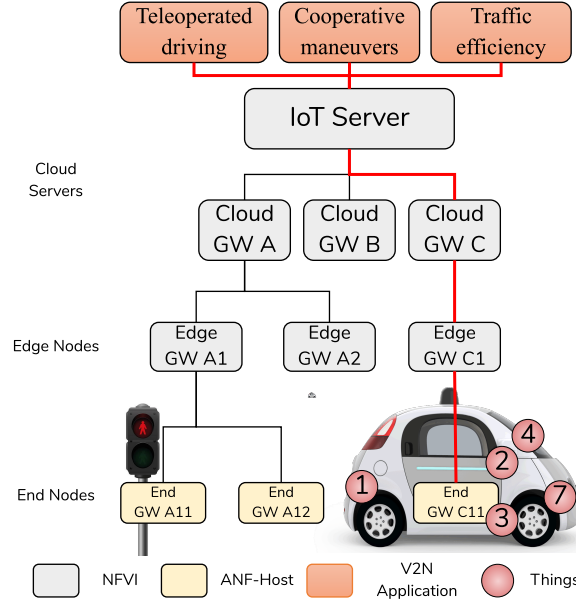 Teleoperated
driving
Cooperative
maneuvers
Traffic
efficiency
IoT Server
Cloud
Servers
Cloud
GW A
Cloud
GW B
Cloud
GW C
Edge Nodes
Edge
GW A1
Edge
GW A2
Edge
GW C1
End Nodes
End
GW A11
End
GW A12
End
GW C11
1
2
3
4
7
NFVI
ANF-Host
V2N
Application
Things